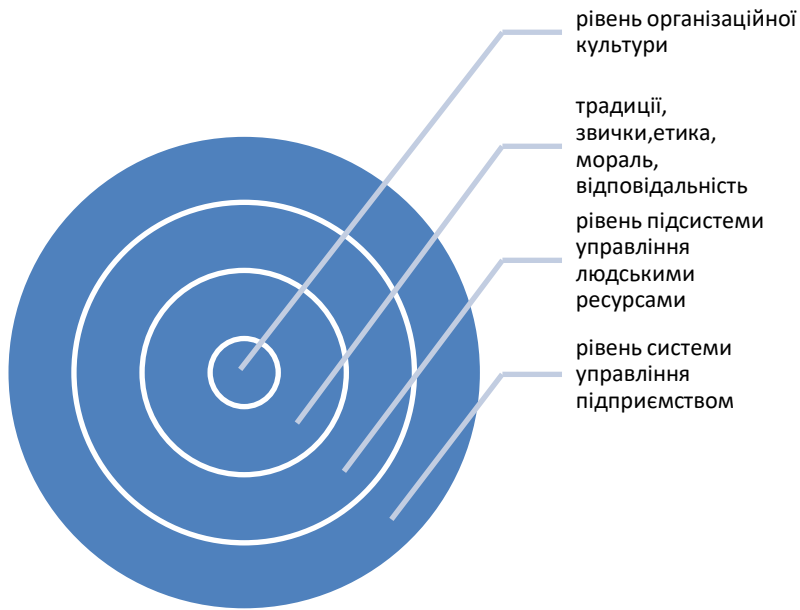 рівень організаційної
культури
традиції,
звички,етика,
мораль,
відповідальність
рівень підсистеми
управління
людськими
ресурсами
рівень системи
управління
підприємством